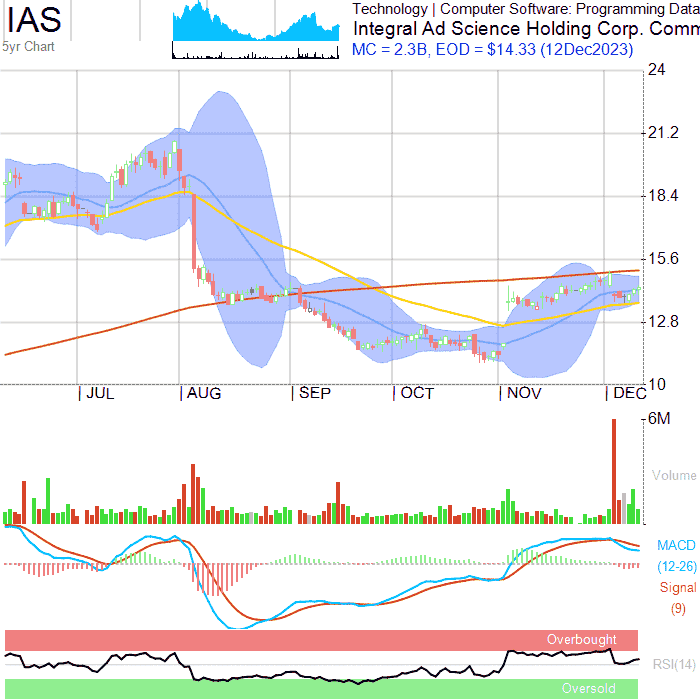 IAS
5yr Chart
Technology | Computer Software: Programming Data
Integral Ad Science Holding Corp. Comm
MC = 2.3B, EOD = $14.33 (12Dec2023)
24
21.2
18.4
15.6
12.8
10
JUL AUG SEP OCT NOV DEC
6M
Volume
MACD
(12-26)
Signal
(9)
Overbought
RSI(14)
Oversold